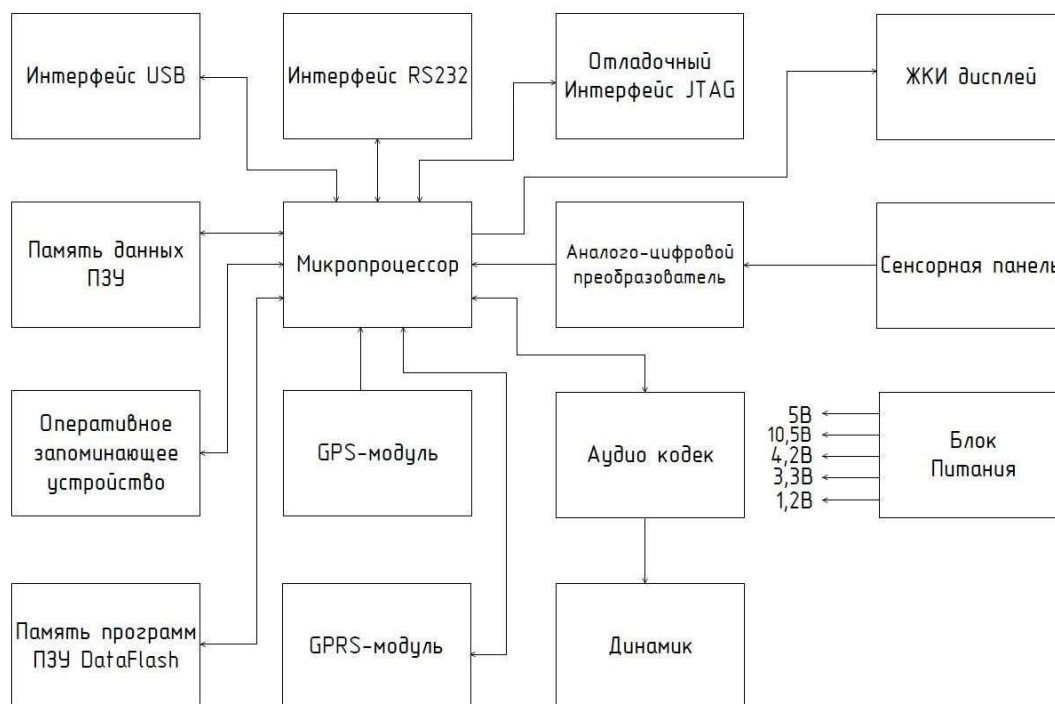 Интерфейс USB
Интерфейс RS232
Отладочный
Интерфейс JTAG
ЖКИ дисплей
Память данных
ПЗУ
Микропроцессор
Аналого-цифровой
преобразователь
Сенсорная панель
Оперативное
запоминающее
устройство
GPS-модуль
Аудио кодек
5В
10,5В
4,2В
3,3В
1,2В
Блок
Питания
Память программ
ПЗУ DataFlash
GPRS-модуль
Динамик